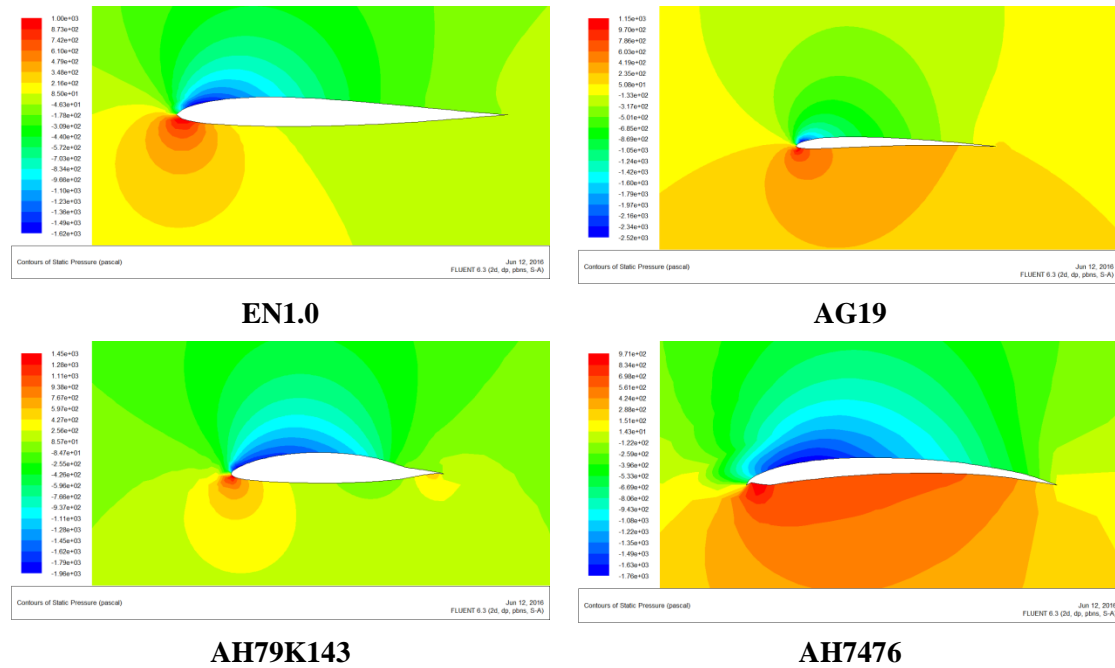 1.00e+03
8.73e+02
7.42e+02
6.10e+02
4.79e+02
3.48e+02
2.16e+02
8.50e+01
-4.63e+01
-1.78e+02
-3.09e+02
-4.40e+02
-5.72e+02
-7.03e+02
-8.34e+02
-9.66e+02
-1.10e+03
-1.23e+03
-1.36e+03
-1.49e+03
-1.62e+03
Contours of Static Pressure (pascal)
Jun 12, 2016
FLUENT 6.3 (2d, dp, pbns, S-A)
EN1.0
1.15e+03
9.70e+02
7.86e+02
6.03e+02
4.19e+02
2.35e+02
5.08e+01
-1.33e+02
-3.17e+02
-5.01e+02
-6.85e+02
-8.69e+02
-1.05e+03
-1.24e+03
-1.42e+03
-1.60e+03
-1.79e+03
-1.97e+03
-2.16e+03
-2.34e+03
-2.52e+03
Contours of Static Pressure (pascal)
Jun 12, 2016
FLUENT 6.3 (2d, dp, pbns, S-A)
AG19
1.45e+03
1.28e+03
1.11e+03
9.38e+02
7.67e+02
5.97e+02
4.27e+02
2.56e+02
8.57e+01
-8.47e+01
-2.55e+02
-4.26e+02
-5.96e+02
-7.66e+02
-9.37e+02
-1.11e+03
-1.28e+03
-1.45e+03
-1.62e+03
-1.79e+03
-1.96e+03
Contours of Static Pressure (pascal)
Jun 12, 2016
FLUENT 6.3 (2d, dp, pbns, S-A)
AH79K143
9.71e+02
8.34e+02
6.98e+02
5.61e+02
4.24e+02
2.88e+02
1.51e+02
1.43e+01
-1.22e+02
-2.59e+02
-3.96e+02
-5.33e+02
-6.69e+02
-8.06e+02
-9.43e+02
-1.08e+03
-1.22e+03
-1.35e+03
-1.49e+03
-1.63e+03
-1.76e+03
Contours of Static Pressure (pascal)
Jun 12, 2016
FLUENT 6.3 (2d, dp, pbns, S-A)
AH7476